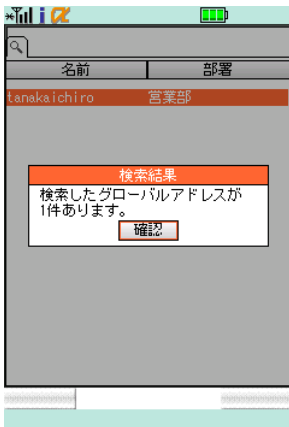 i α
名前 部署
tanakaichiro 営業部
検索結果
検索したグローバルアドレスが
1件あります。
確認